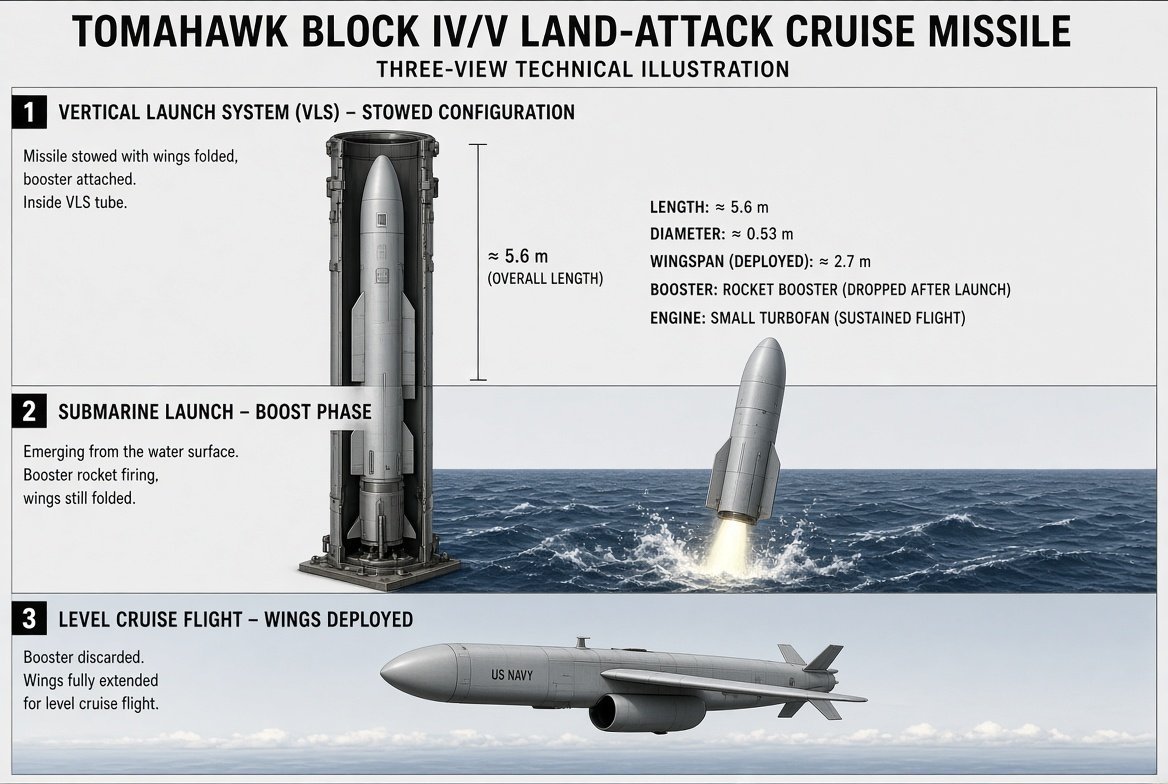 TOMAHAWK BLOCK IV/V LAND-ATTACK CRUISE MISSILE
THREE-VIEW TECHNICAL ILLUSTRATION
1 VERTICAL LAUNCH SYSTEM (VLS) – STOWED CONFIGURATION
Missile stowed with wings folded,
booster attached.
Inside VLS tube.
≈ 5.6 m
(OVERALL LENGTH)
LENGTH: ≈ 5.6 m
DIAMETER: ≈ 0.53 m
WINGSPAN (DEPLOYED): ≈ 2.7 m
BOOSTER: ROCKET BOOSTER (DROPPED AFTER LAUNCH)
ENGINE: SMALL TURBOFAN (SUSTAINED FLIGHT)
2 SUBMARINE LAUNCH – BOOST PHASE
Emerging from the water surface.
Booster rocket firing,
wings still folded.
3 LEVEL CRUISE FLIGHT – WINGS DEPLOYED
Booster discarded.
Wings fully extended
for level cruise flight.
US NAVY